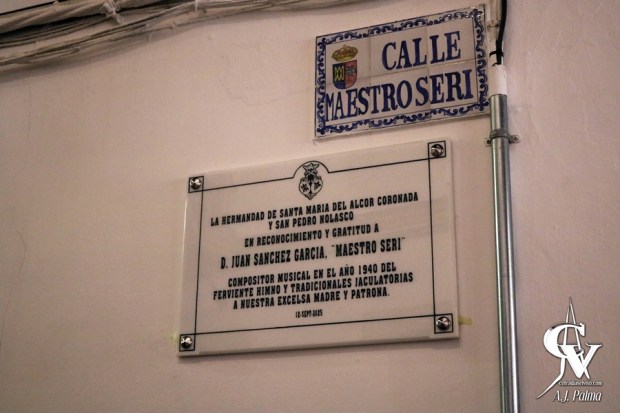 CALLE
MAESTRO SERI
LA HERMANDAD DE SANTA MARIA DEL ALCOR CORONADA
Y SAN PEDRO NOLASCO
EN RECONOCIMIENTO Y GRATITUD A
D. JUAN SANCHEZ GARCIA, "MAESTRO SERI"
COMPOSITOR MUSICAL EN EL AÑO 1940 DEL
FERVIENTE HIMNO Y TRADICIONALES JACULATORIAS
A NUESTRA EXCELSA MADRE Y PATRONA.
A.J. Palma